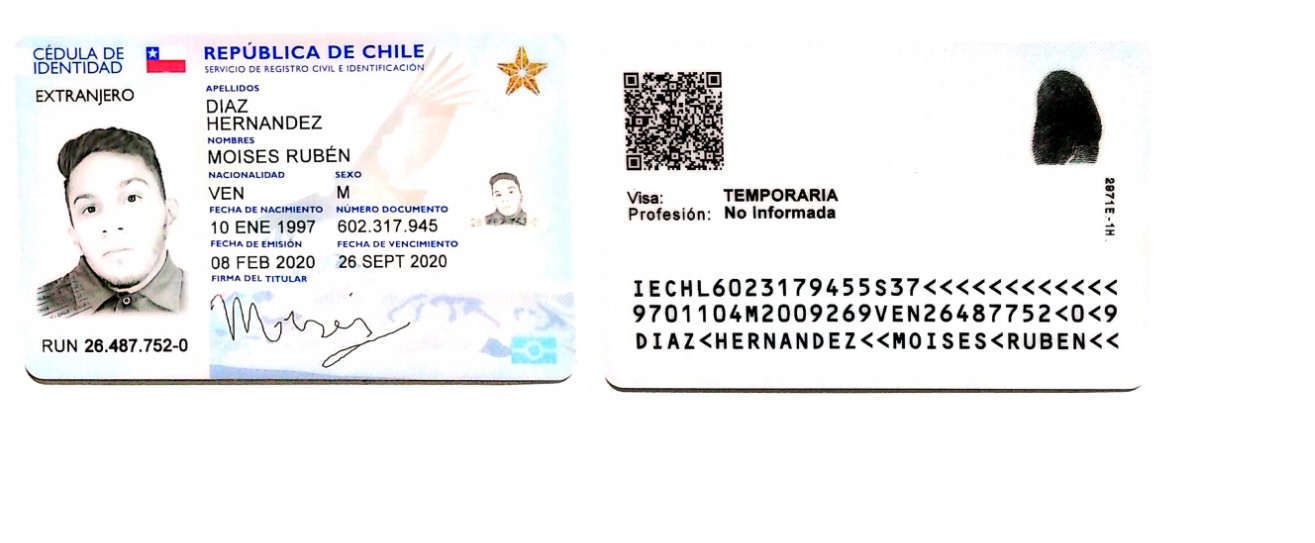 CÉDULA DE
IDENTIDAD
REPÚBLICA DE CHILE
SERVICIO DE REGISTRO CIVIL E IDENTIFICACIÓN
EXTRANJERO
APELLIDOS
DIAZ
HERNANDEZ
NOMBRES
MOISES RUBÉN
NACIONALIDAD SEXO
VEN M
FECHA DE NACIMIENTO NÚMERO DOCUMENTO
10 ENE 1997 602.317.945
FECHA DE EMISIÓN FECHA DE VENCIMIENTO
08 FEB 2020 26 SEPT 2020
FIRMA DEL TITULAR
Moises
RUN 26.487.752-0
Visa: TEMPORARIA
Profesión: No Informada
2971E-1H.
IECHL6023179455S37<<<<<<<<<<<<
9701104M2009269VEN26487752<0<9
DIAZ<HERNANDEZ<<MOISES<RUBEN<<